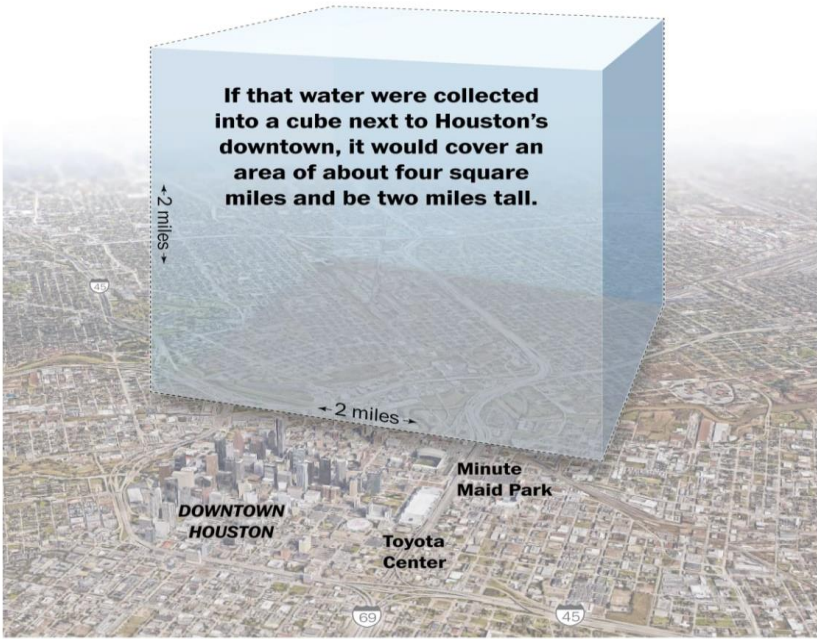 If that water were collected
into a cube next to Houston's
downtown, it would cover an
area of about four square
miles and be two miles tall.
2 miles
45
2 miles
Minute
Maid Park
DOWNTOWN
HOUSTON
Toyota
Center
69
45